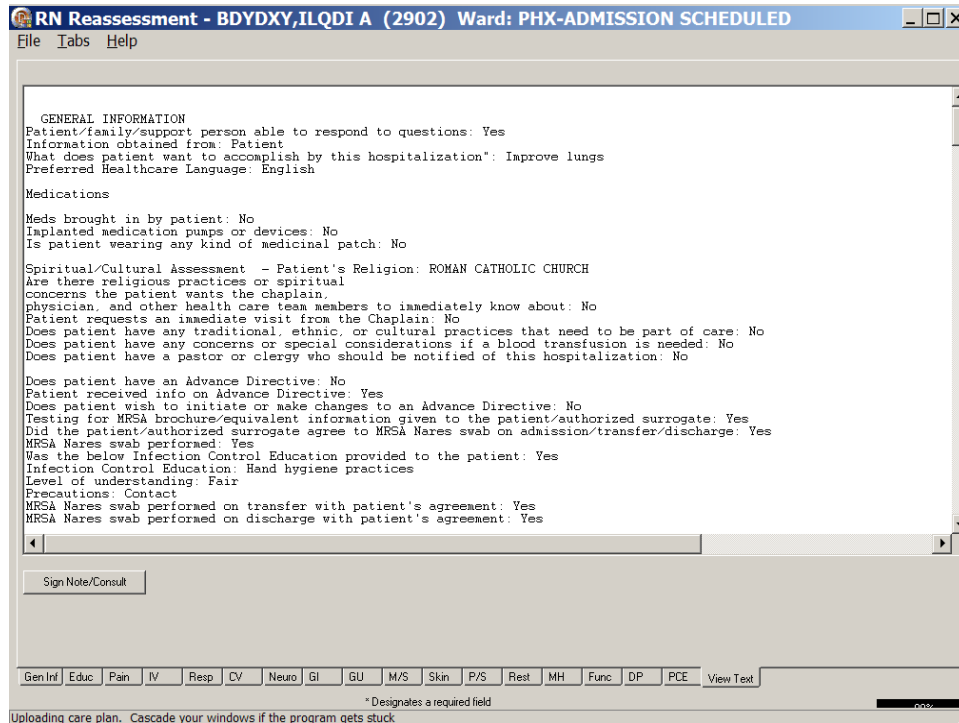 RN Reassessment - BDYDXY,ILQDI A (2902) Ward: PHX-ADMISSION SCHEDULED
File Tabs Help
GENERAL INFORMATION
Patient/family/support person able to respond to questions: Yes
Information obtained from: Patient
What does patient want to accomplish by this hospitalization": Improve lungs
Preferred Healthcare Language: English
Medications
Meds brought in by patient: No
Implanted medication pumps or devices: No
Is patient wearing any kind of medicinal patch: No
Spiritual/Cultural Assessment - Patient's Religion: ROMAN CATHOLIC CHURCH
Are there religious practices or spiritual
concerns the patient wants the chaplain,
physician, and other health care team members to immediately know about: No
Patient requests an immediate visit from the Chaplain: No
Does patient have any traditional, ethnic, or cultural practices that need to be part of care: No
Does patient have any concerns or special considerations if a blood transfusion is needed: No
Does patient have a pastor or clergy who should be notified of this hospitalization: No
Does patient have an Advance Directive: No
Patient received info on Advance Directive: Yes
Does patient wish to initiate or make changes to an Advance Directive: No
Testing for MRSA brochure/equivalent information given to the patient/authorized surrogate: Yes
Did the patient/authorized surrogate agree to MRSA Nares swab on admission/transfer/discharge: Yes
MRSA Nares swab performed: Yes
Was the below Infection Control Education provided to the patient: Yes
Infection Control Education: Hand hygiene practices
Level of understanding: Fair
Precautions: Contact
MRSA Nares swab performed on transfer with patient's agreement: Yes
MRSA Nares swab performed on discharge with patient's agreement: Yes
Sign Note/Consult
Gen Inf Educ Pain IV Resp CV Neuro GI GU M/S Skin P/S Rest MH Func DP PCE View Text
* Designates a required field
Uploading care plan. Cascade your windows if the program gets stuck